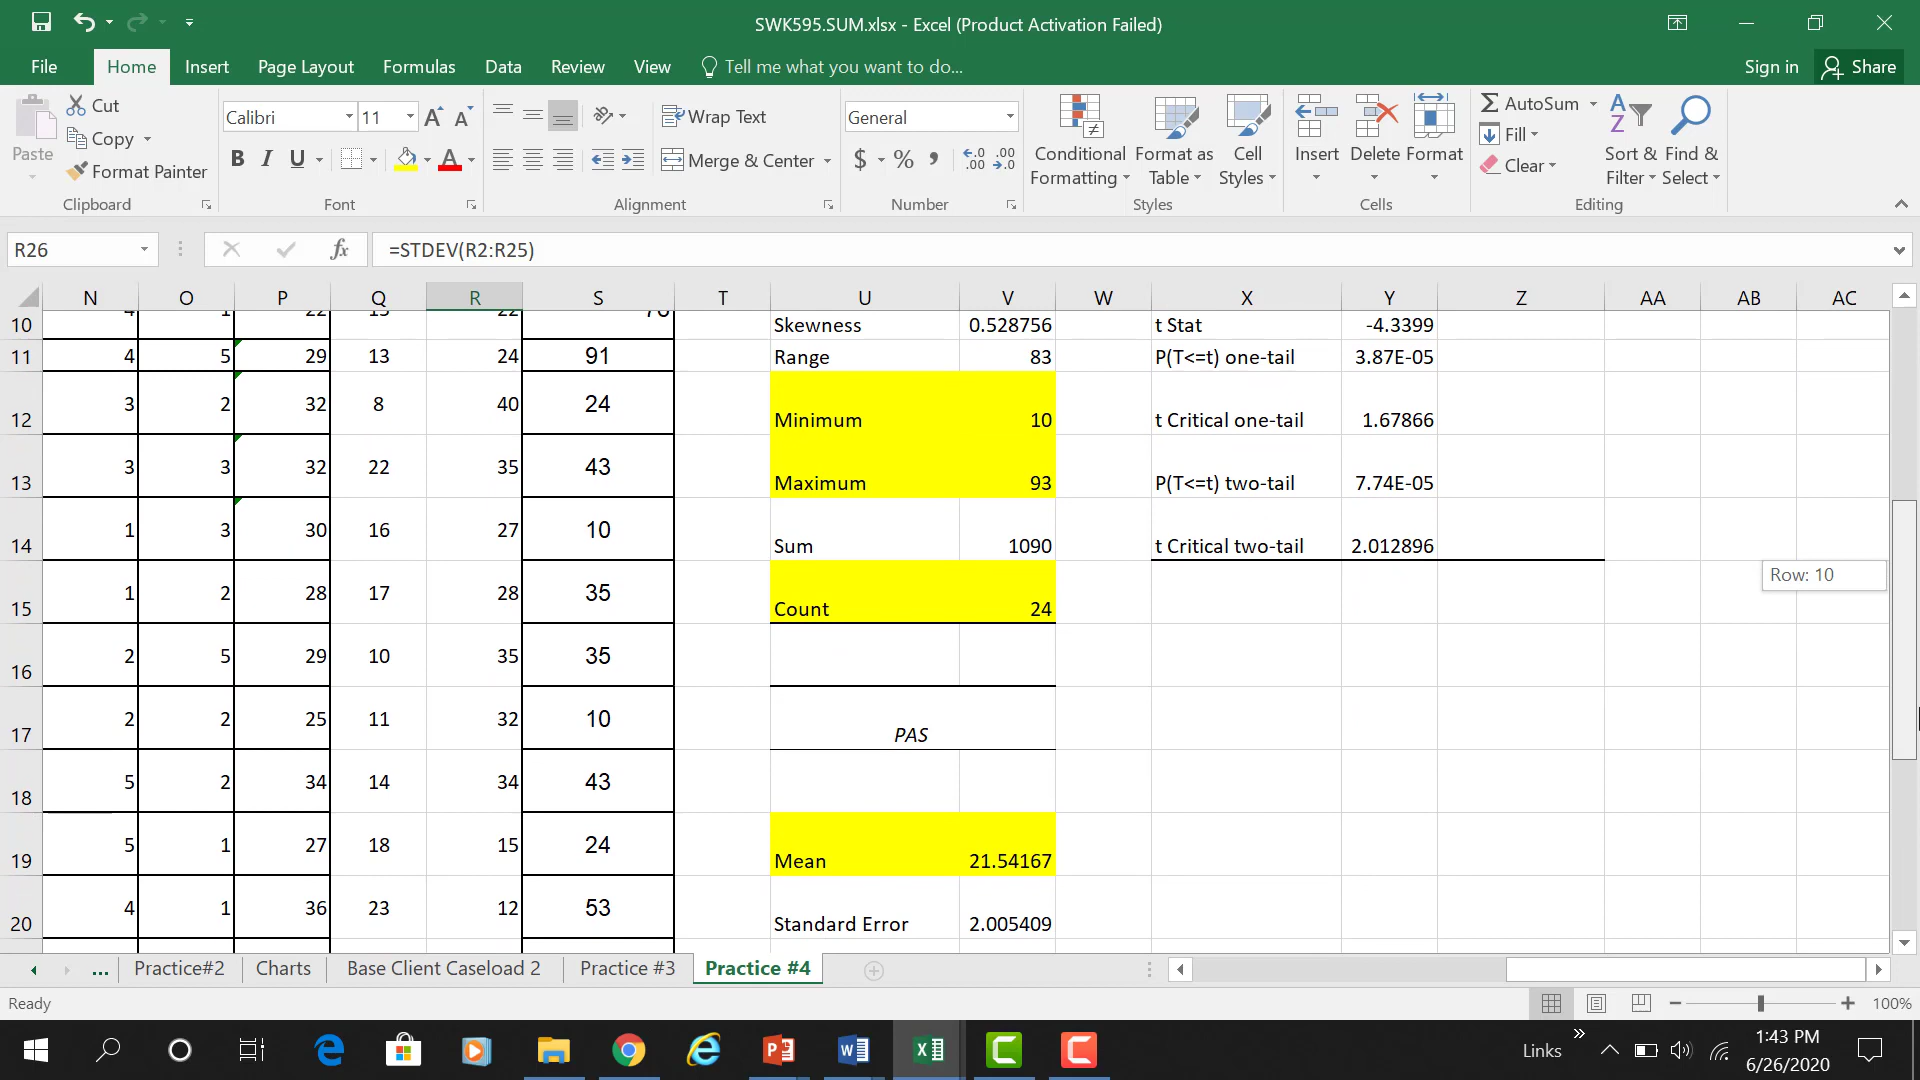 SWK595.SUM.xlsx - Excel (Product Activation Failed)
File Home Insert Page Layout Formulas Data Review View Tell me what you want to do... Sign in Share
Paste Cut Copy Format Painter Clipboard
Calibri 11 A A B I U A Font
Wrap Text Merge & Center Alignment
General $ % , .0 .00 .00 .0 Number
Conditional Formatting Format as Table Cell Styles Styles
Insert Delete Format Cells
AutoSum Fill Clear Sort & Filter Find & Select Editing
R26 fx =STDEV(R2:R25)
N O P Q R S T U V W X Y Z AA AB AC
10 Skewness 0.528756 t Stat -4.3399
11 4 5 29 13 24 91 Range 83 P(T<=t) one-tail 3.87E-05
12 3 2 32 8 40 24 Minimum 10 t Critical one-tail 1.67866
13 3 3 32 22 35 43 Maximum 93 P(T<=t) two-tail 7.74E-05
14 1 3 30 16 27 10 Sum 1090 t Critical two-tail 2.012896
Row: 10
15 1 2 28 17 28 35 Count 24
16 2 5 29 10 35 35
17 2 2 25 11 32 10 PAS
18 5 2 34 14 34 43
19 5 1 27 18 15 24 Mean 21.54167
20 4 1 36 23 12 53 Standard Error 2.005409
... Practice#2 Charts Base Client Caseload 2 Practice #3 Practice #4
Ready 100%
Links 1:43 PM
6/26/2020